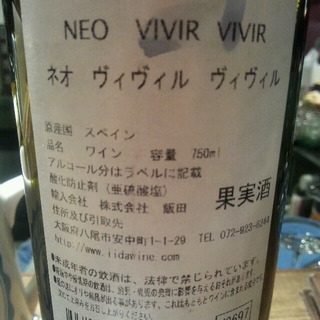 NEO VIVIR VIVIR
ネオ ヴィヴィル ヴィヴィル
原産国 スペイン
品名 ワイン 容量 750ml
アルコール分はラベルに記載
酸化防止剤(亜硫酸塩)
果実酒
輸入会社 株式会社 飯田
住所及び引取先
大阪府八尾市安中町1-1-29 TEL 072-923-6244
http://www.iidawine.com
★未成年者の飲酒は、法律で禁じられています。